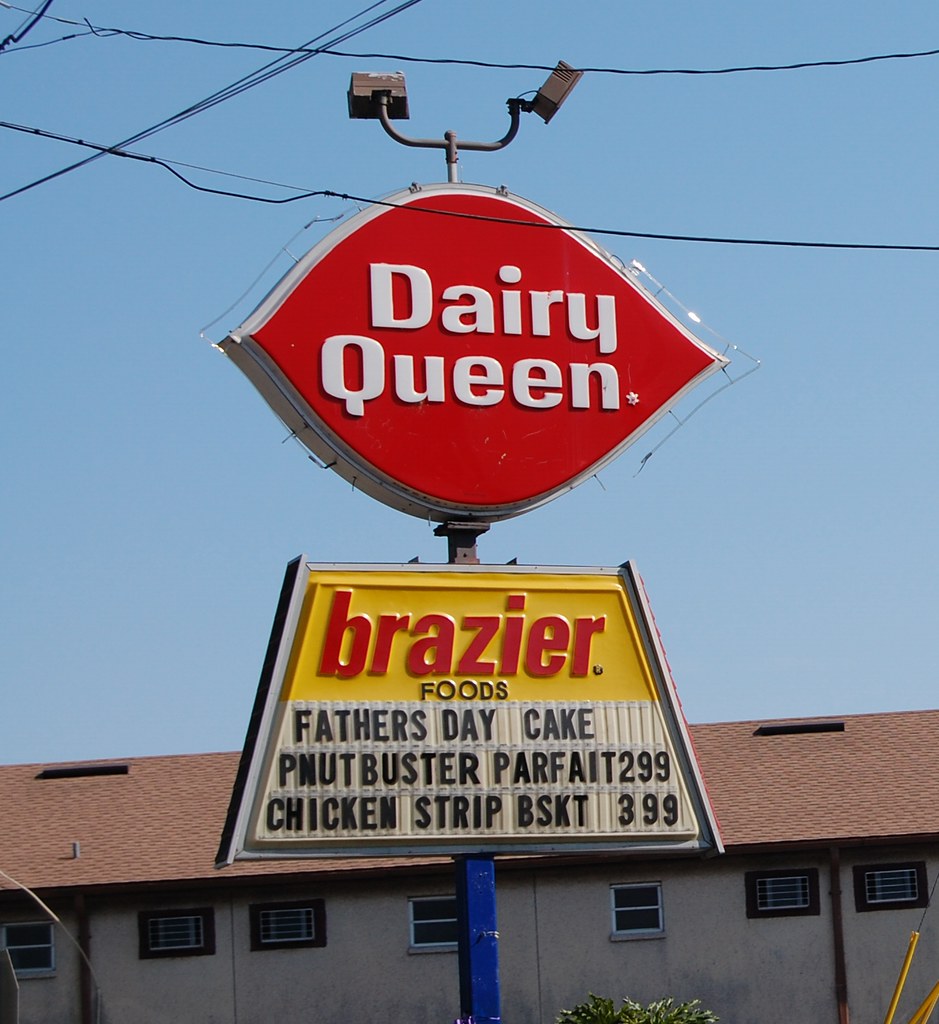 Dairy
Queen
brazier
FOODS
FATHERS DAY CAKE
PNUTBUSTER PARFAIT299
CHICKEN STRIP BSKT 399